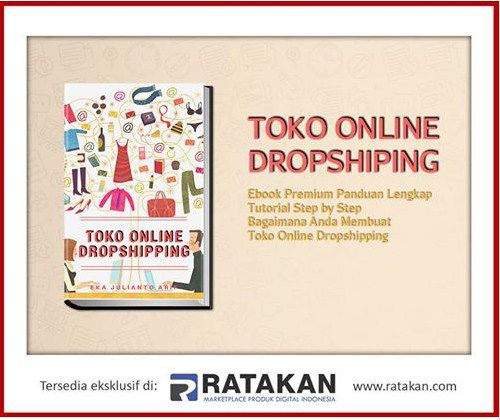 TOKO ONLINE
DROPSHIPPING
EKA JULIANTO ARI
TOKO ONLINE
DROPSHIPING
Ebook Premium Panduan Lengkap
Tutorial Step by Step
Bagaimana Anda Membuat
Toko Online Dropshipping
Tersedia eksklusif di:
RATAKAN
MARKETPLACE PRODUK DIGITAL INDONESIA
www.ratakan.com